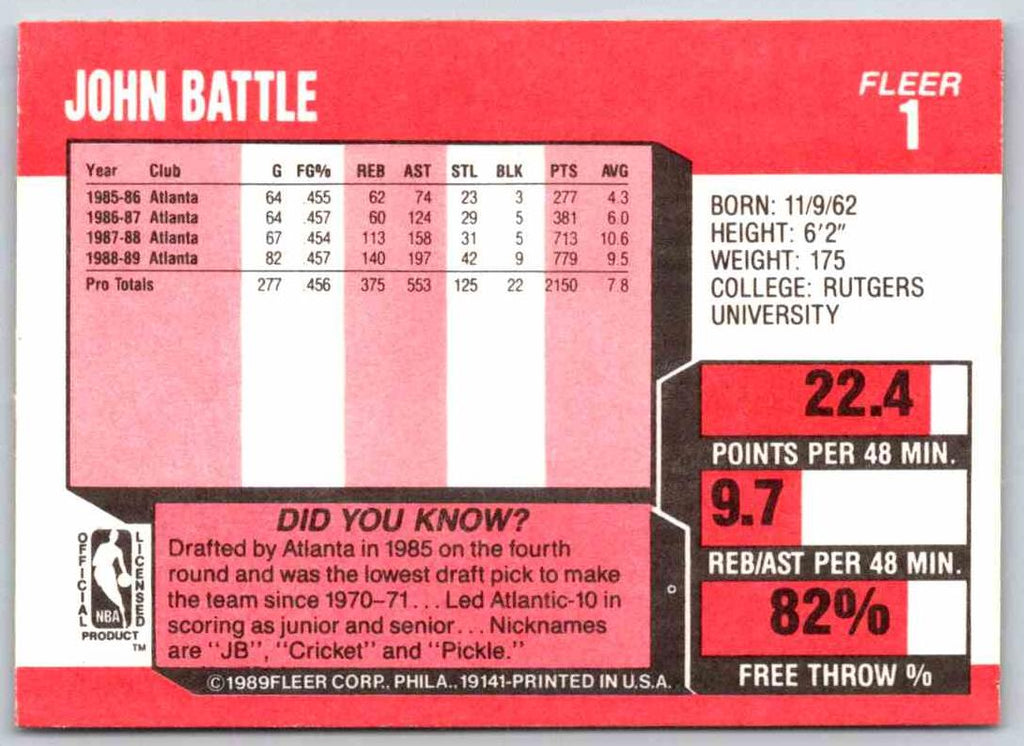 JOHN BATTLE
FLEER
1
Year Club G FG% REB AST STL BLK PTS AVG
1985-86 Atlanta 64 .455 62 74 23 3 277 4.3
1986-87 Atlanta 64 .457 60 124 29 5 381 6.0
1987-88 Atlanta 67 .454 113 158 31 5 713 10.6
1988-89 Atlanta 82 .457 140 197 42 9 779 9.5
Pro Totals 277 .456 375 553 125 22 2150 7.8
BORN: 11/9/62
HEIGHT: 6'2"
WEIGHT: 175
COLLEGE: RUTGERS
UNIVERSITY
22.4
POINTS PER 48 MIN.
9.7
REB/AST PER 48 MIN.
82%
FREE THROW %
DID YOU KNOW?
Drafted by Atlanta in 1985 on the fourth
round and was the lowest draft pick to make
the team since 1970-71... Led Atlantic-10 in
scoring as junior and senior... Nicknames
are "JB", "Cricket" and "Pickle."
OFFICIAL
LICENSED
NBA
PRODUCT
TM
©1989FLEER CORP., PHILA., 19141-PRINTED IN U.S.A.